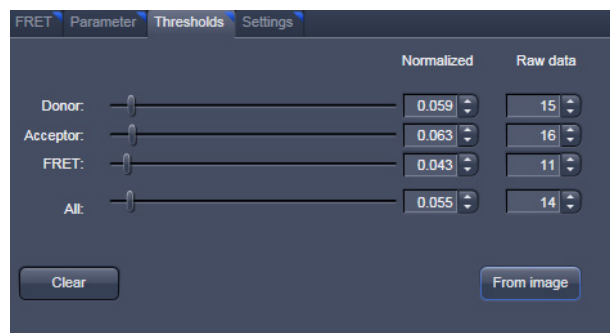 FRET Parameter Thresholds Settings
Normalized Raw data
Donor: 0.059 15
Acceptor: 0.063 16
FRET: 0.043 11
All: 0.055 14
Clear From image